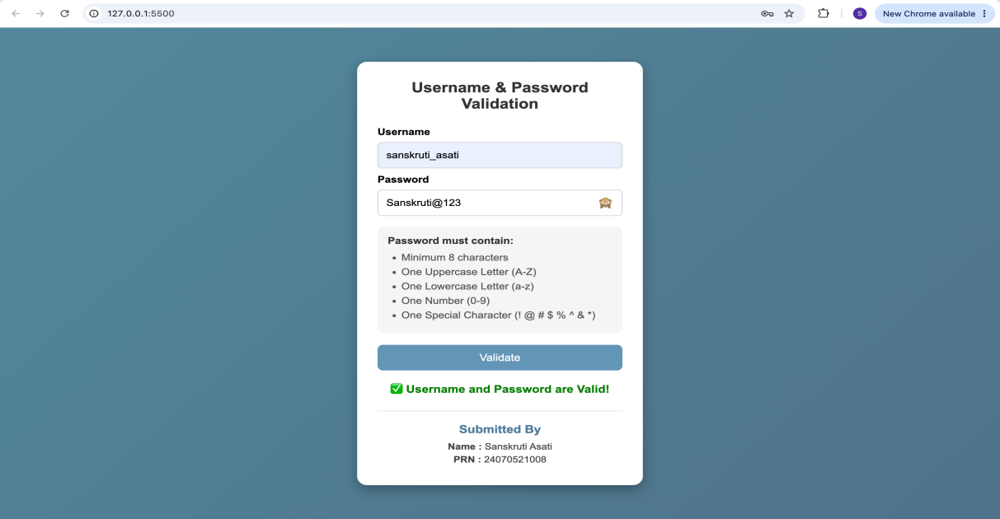 127.0.0.1:5500
S
New Chrome available
Username & Password
Validation
Username
sanskruti_asati
Password
Sanskruti@123
Password must contain:
• Minimum 8 characters
• One Uppercase Letter (A-Z)
• One Lowercase Letter (a-z)
• One Number (0-9)
• One Special Character (! @ # $ % ^ & *)
Validate
✅ Username and Password are Valid!
Submitted By
Name : Sanskruti Asati
PRN : 24070521008